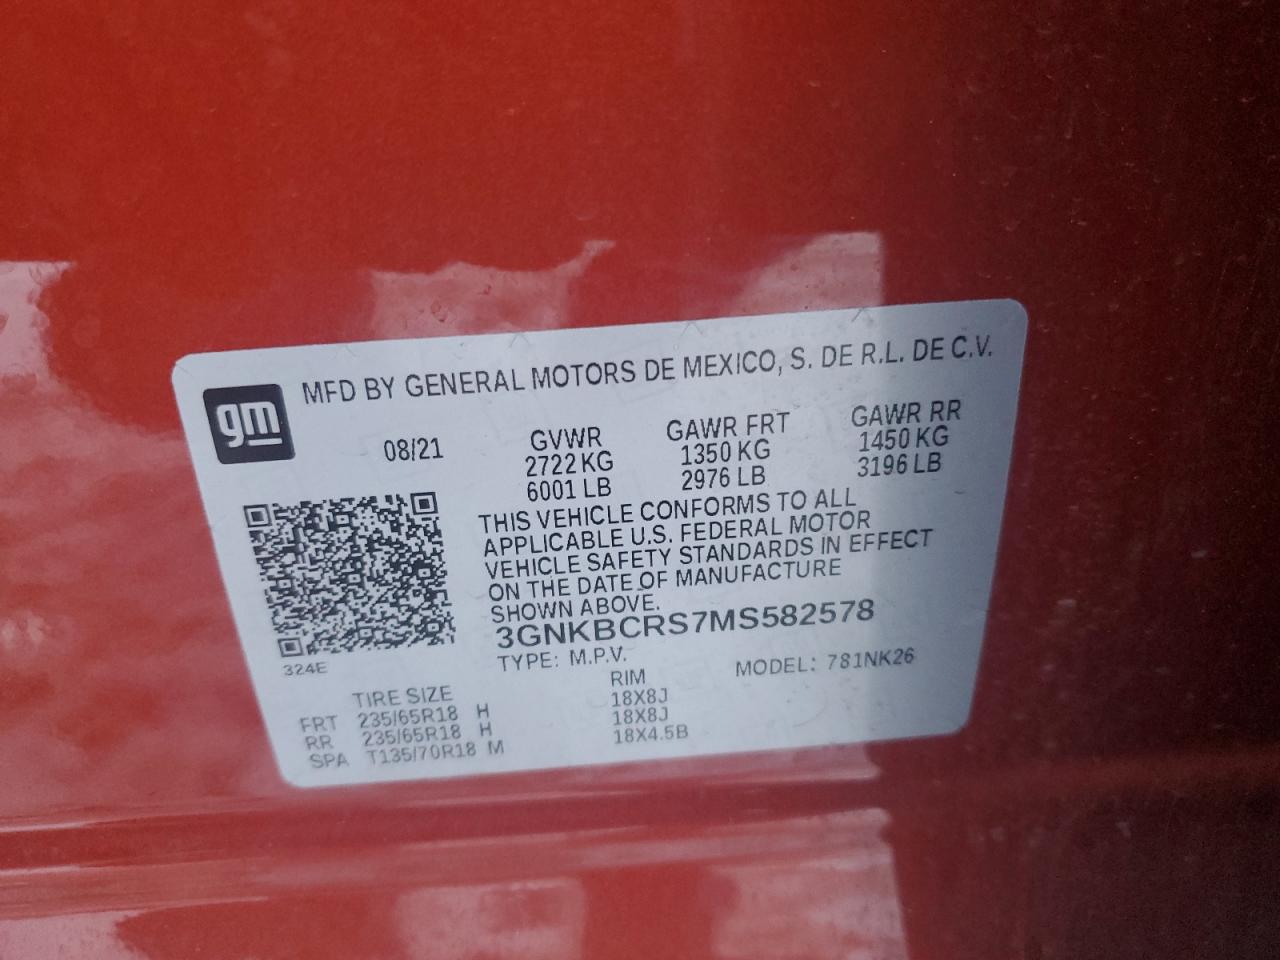 gm
MFD BY GENERAL MOTORS DE MEXICO, S. DE R.L. DE C.V.
08/21 GVWR GAWR FRT GAWR RR
2722 KG 1350 KG 1450 KG
6001 LB 2976 LB 3196 LB
THIS VEHICLE CONFORMS TO ALL
APPLICABLE U.S. FEDERAL MOTOR
VEHICLE SAFETY STANDARDS IN EFFECT
ON THE DATE OF MANUFACTURE
SHOWN ABOVE.
3GNKBCRS7MS582578
324E
TYPE: M.P.V. MODEL: 781NK26
TIRE SIZE RIM
FRT 235/65R18 H 18X8J
RR 235/65R18 H 18X8J
SPA T135/70R18 M 18X4.5B